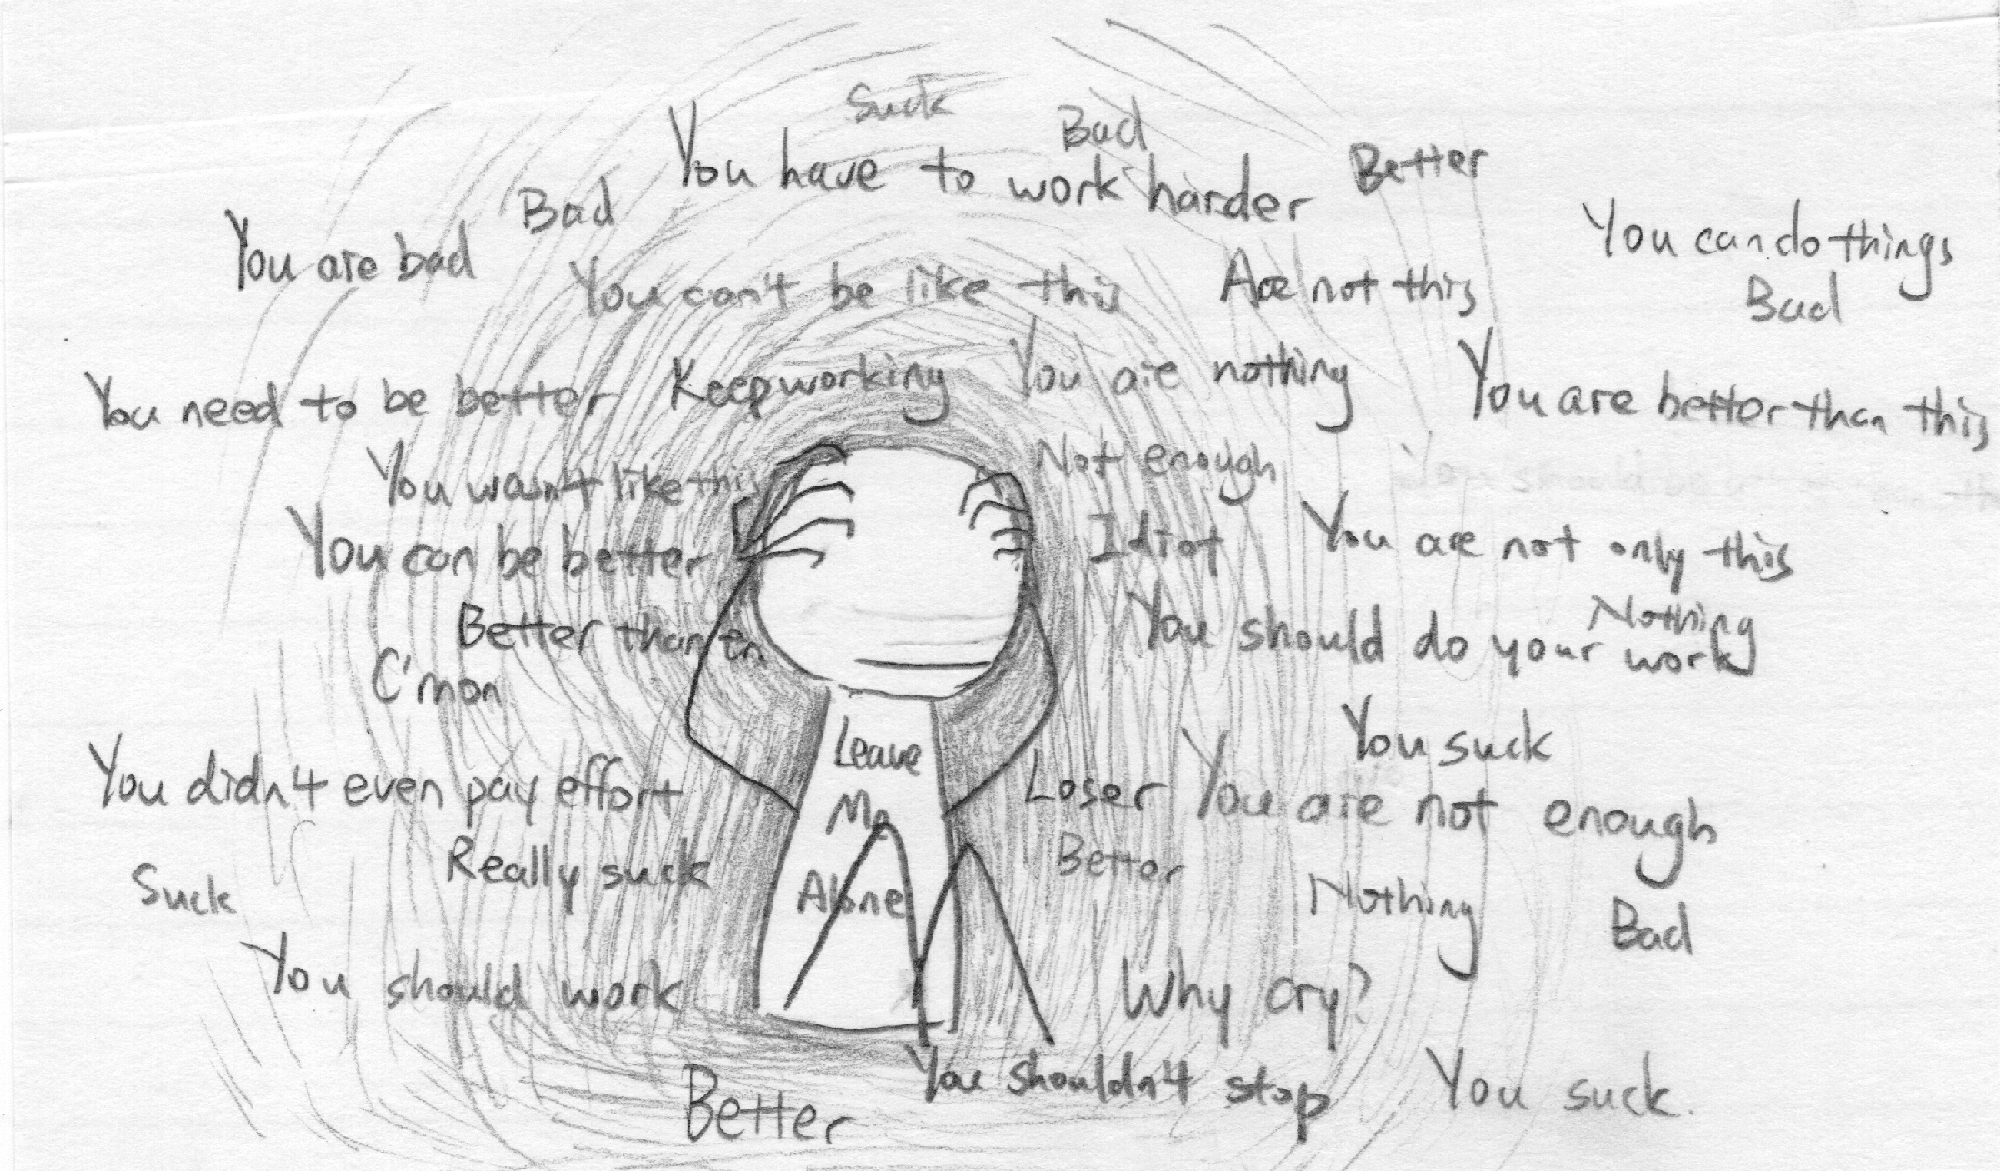 Suck
Bad
You have to work harder
Better
Bad
You are bad
You can do things
Bad
You can't be like this
Are not this
You need to be better
Keep working
You are nothing
You are better than this
You wasn't like this
Not enough
You can be better
Idiot
You are not only this
Better than
Nothing
You should do your work
C'mon
You suck
Leave
Me
Alone
You didn't even pay effort
Loser
You are not enough
Really suck
Better
Suck
Nothing
Bad
You should work
Why cry?
You shouldn't stop
You suck.
Better